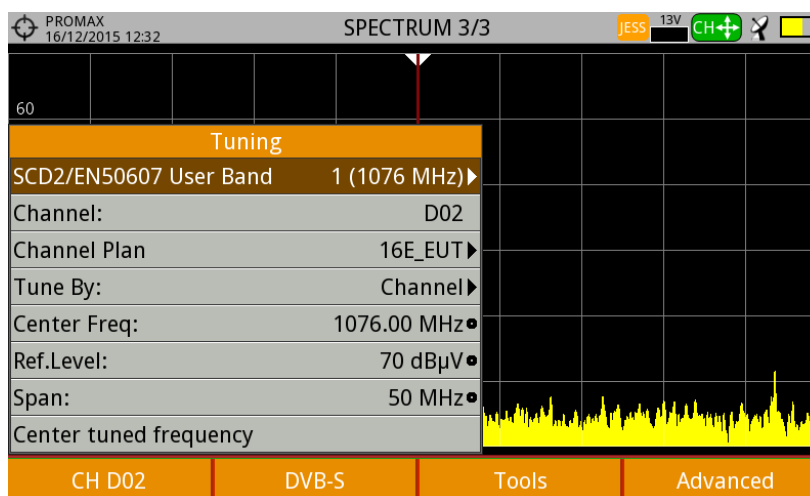 PROMAX
16/12/2015 12:32
SPECTRUM 3/3
JESS
13V
CH
60
Tuning
SCD2/EN50607 User Band 1 (1076 MHz)
Channel: D02
Channel Plan 16E_EUT
Tune By: Channel
Center Freq: 1076.00 MHz
Ref.Level: 70 dBµV
Span: 50 MHz
Center tuned frequency
CH D02 DVB-S Tools Advanced